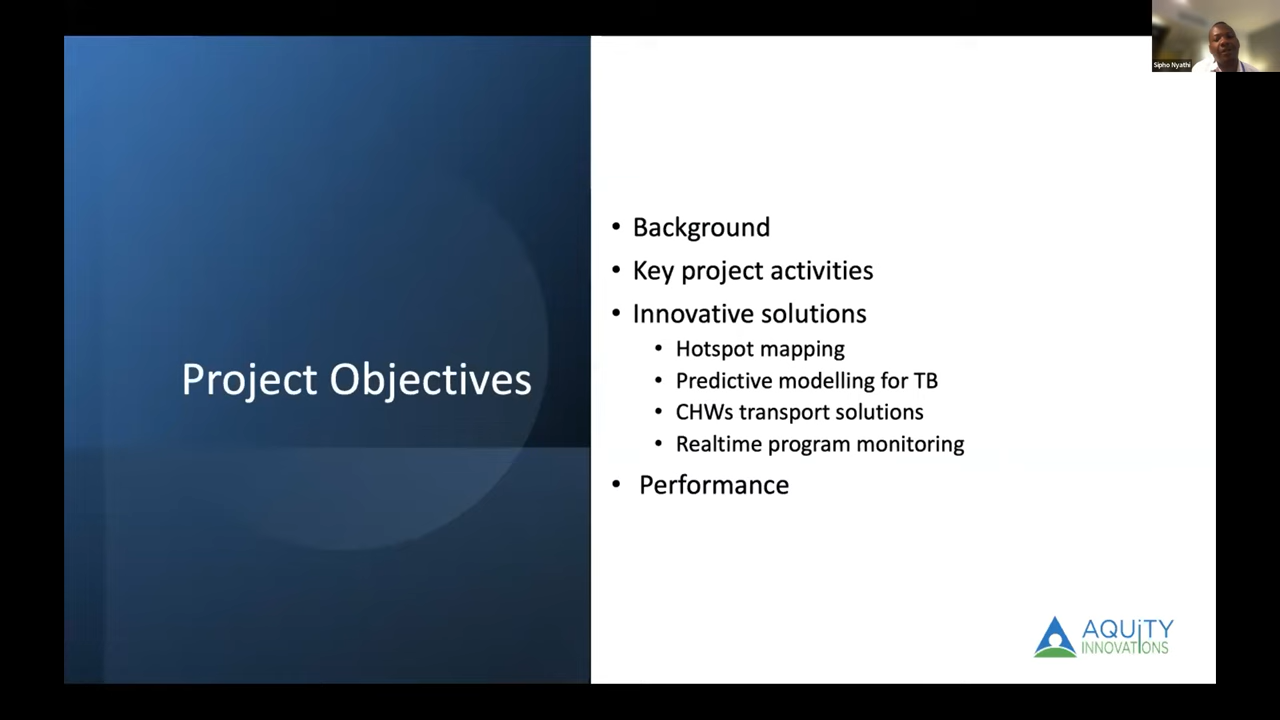 Sipho Nyathi
Project Objectives
• Background
• Key project activities
• Innovative solutions
• Hotspot mapping
• Predictive modelling for TB
• CHWs transport solutions
• Realtime program monitoring
• Performance
AQUiTY
INNOVATIONS